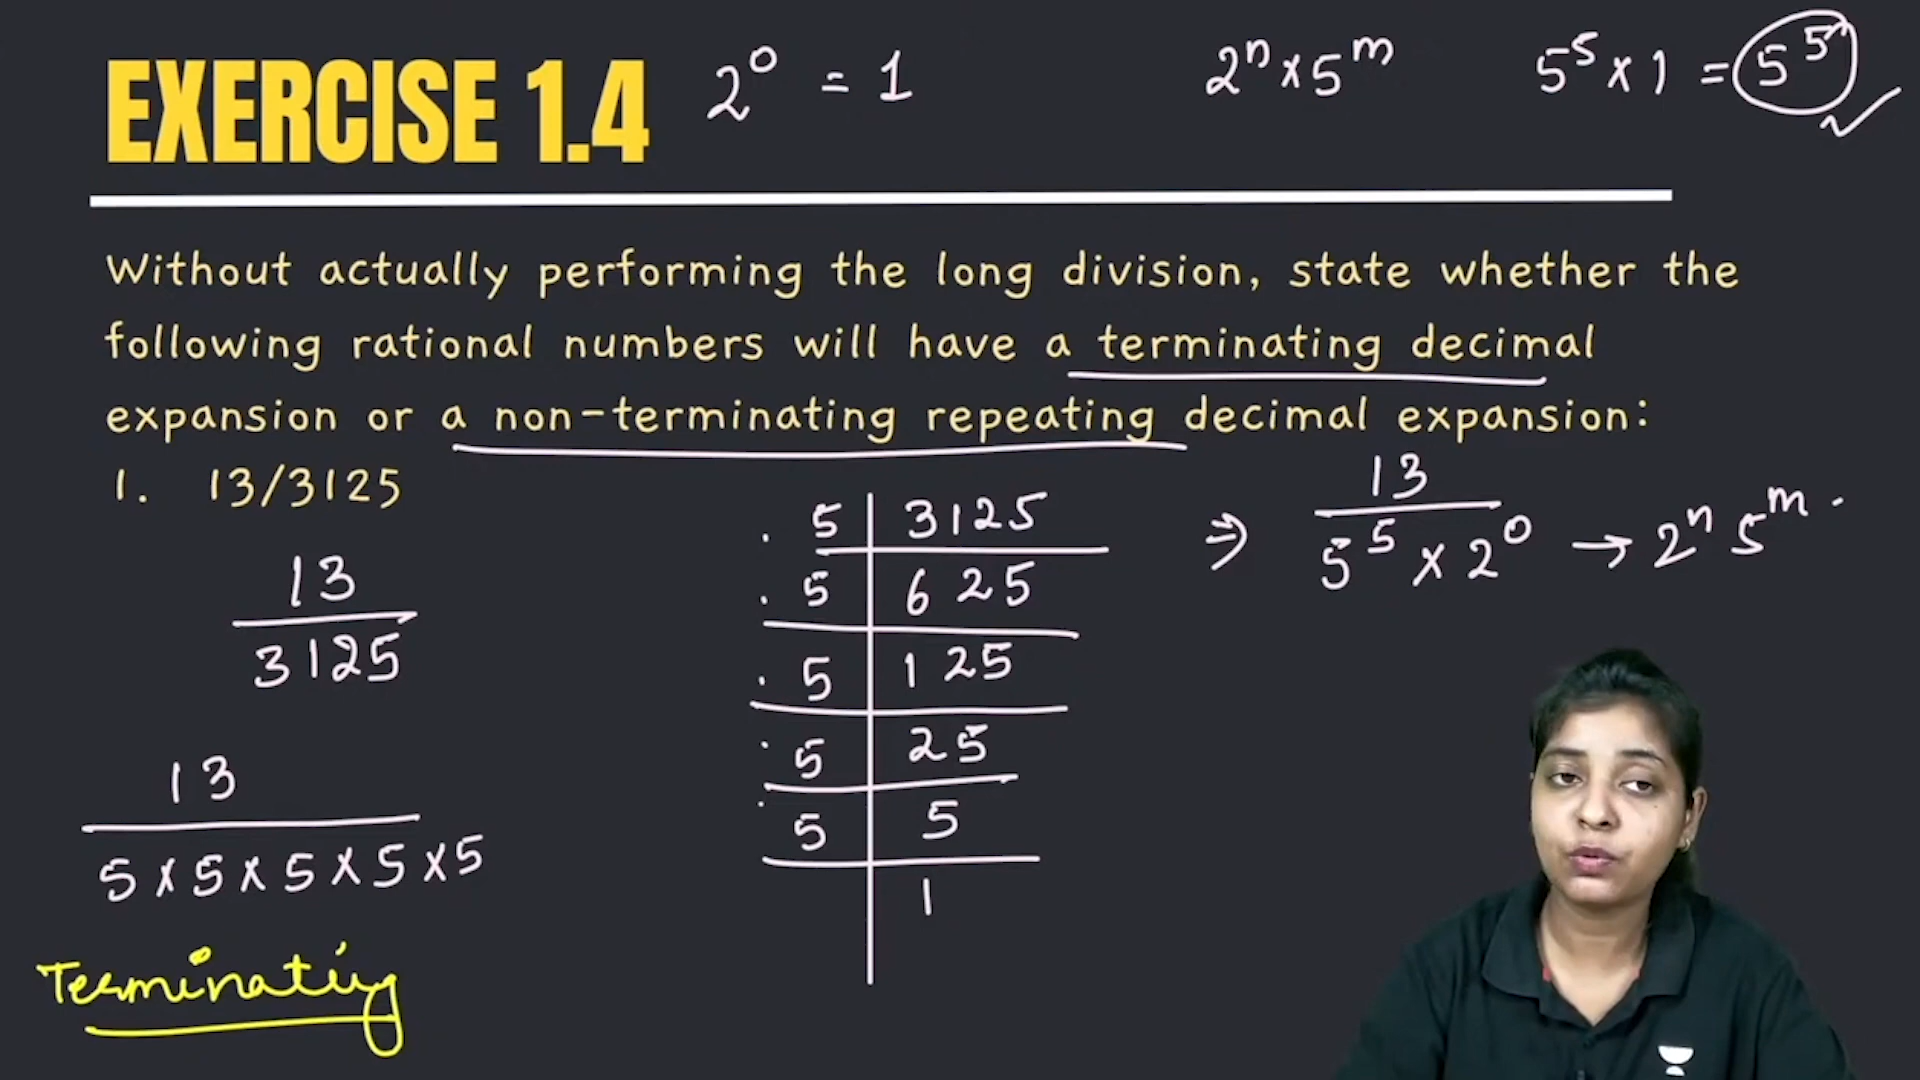 EXERCISE 1.4
2⁰ = 1
2ⁿ × 5ᵐ
5⁵ × 1 = 5⁵
Without actually performing the long division, state whether the
following rational numbers will have a terminating decimal
expansion or a non-terminating repeating decimal expansion:
1. 13/3125
13
3125
13
5 × 5 × 5 × 5 × 5
Terminating
5 | 3125
5 | 625
5 | 125
5 | 25
5 | 5
1
⇒ 13
5⁵ × 2⁰ → 2ⁿ 5ᵐ.